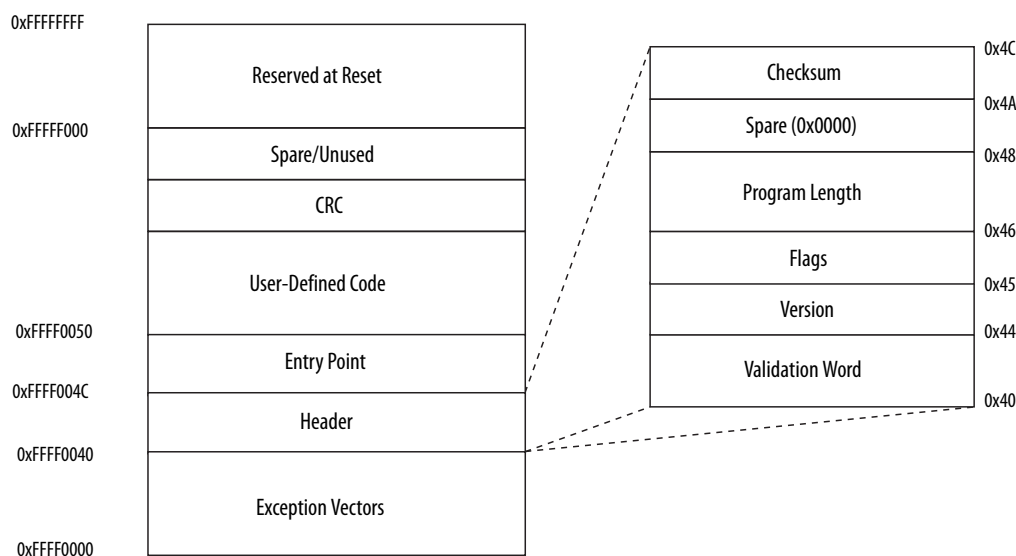 0xFFFFFFFF
Reserved at Reset
0xFFFFF000
Spare/Unused
CRC
User-Defined Code
0xFFFF0050
Entry Point
0xFFFF004C
Header
0xFFFF0040
Exception Vectors
0xFFFF0000
0x4C
Checksum
0x4A
Spare (0x0000)
0x48
Program Length
0x46
Flags
0x45
Version
0x44
Validation Word
0x40